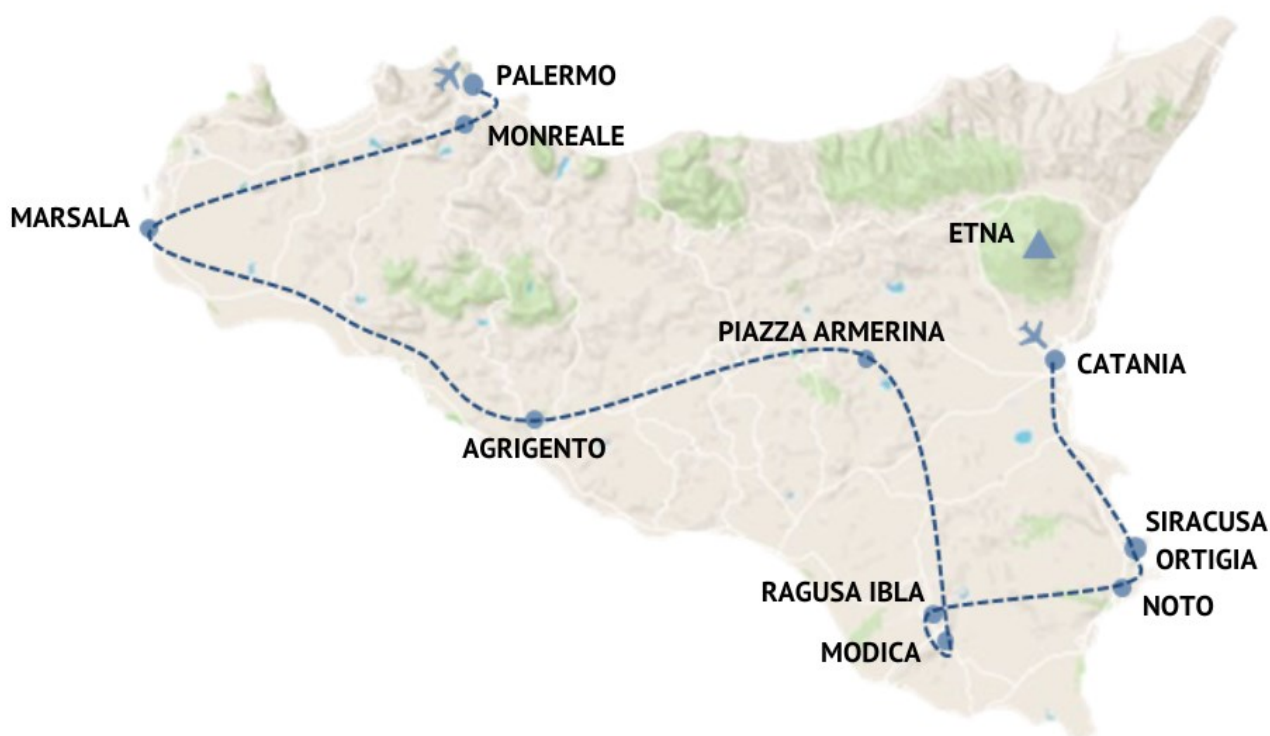 PALERMO
MONREALE
MARSALA
ETNA
PIAZZA ARMERINA
CATANIA
AGRIGENTO
SIRACUSA
ORTIGIA
RAGUSA IBLA
NOTO
MODICA